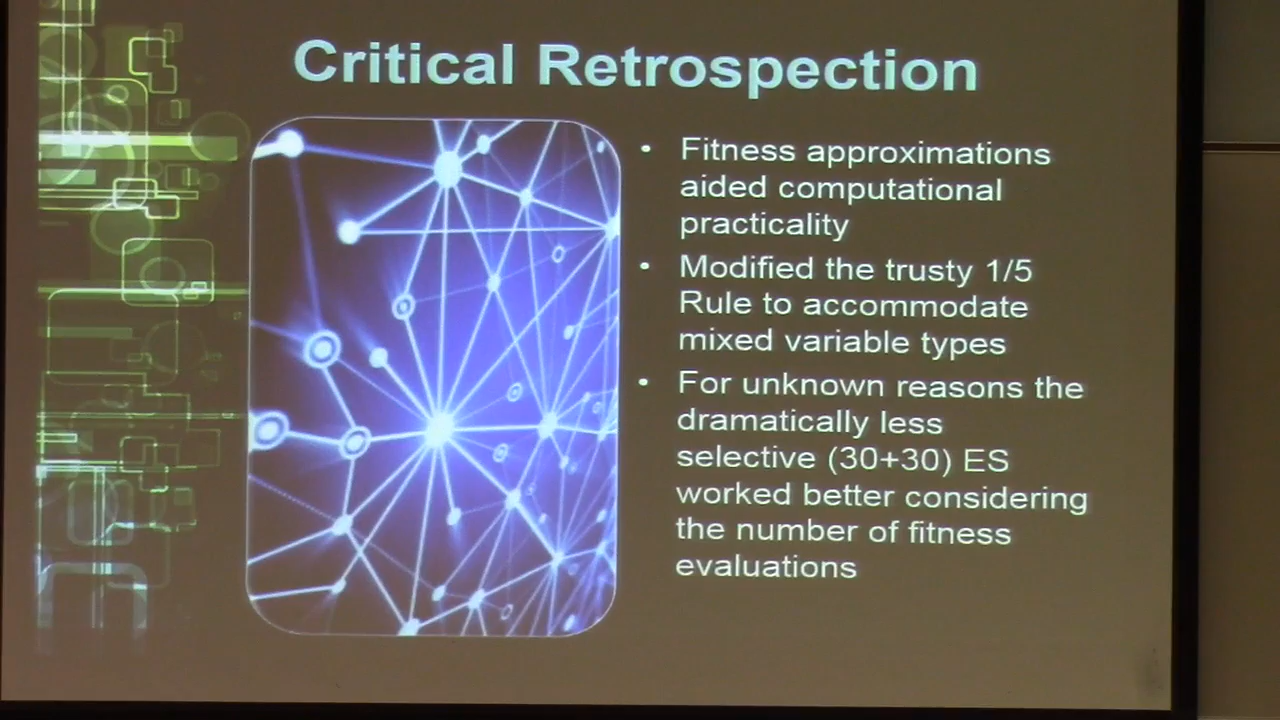 Critical Retrospection
• Fitness approximations
aided computational
practicality
• Modified the trusty 1/5
Rule to accommodate
mixed variable types
• For unknown reasons the
dramatically less
selective (30+30) ES
worked better considering
the number of fitness
evaluations